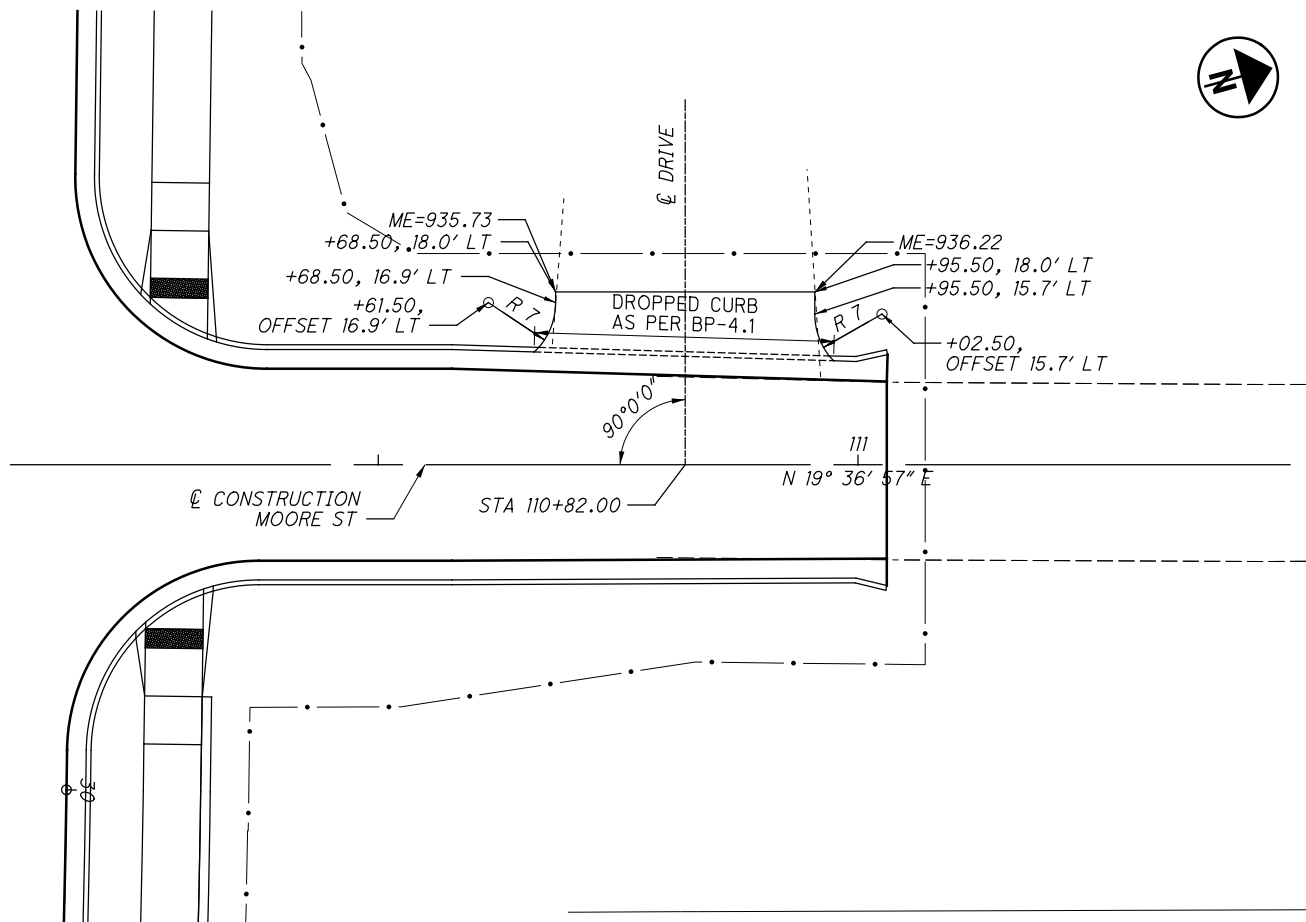 N
℄ DRIVE
ME=935.73
+68.50, 18.0' LT
+68.50, 16.9' LT
+61.50,
OFFSET 16.9' LT
R 7
DROPPED CURB
AS PER BP-4.1
R 7
ME=936.22
+95.50, 18.0' LT
+95.50, 15.7' LT
+02.50,
OFFSET 15.7' LT
90°0'0"
111
N 19° 36' 57" E
℄ CONSTRUCTION
MOORE ST
STA 110+82.00
30